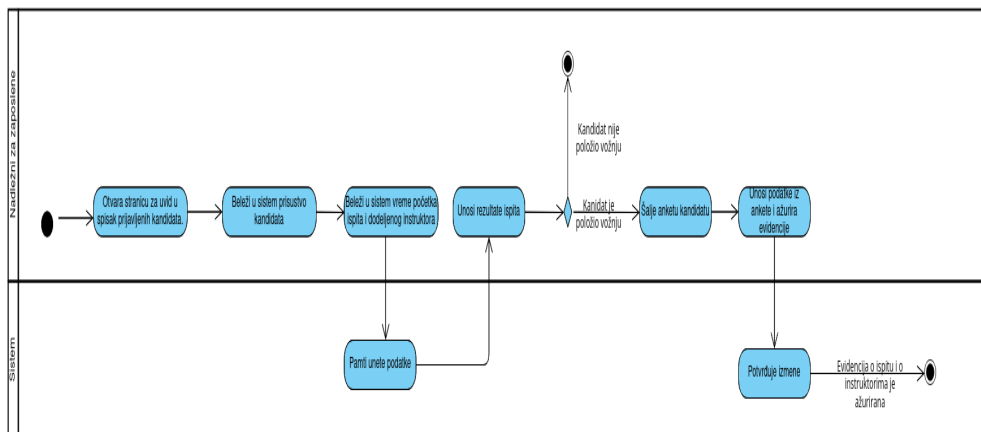 Nadležni za zaposlene
Otvara stranicu za uvid u
spisak prijavljenih kandidata.
Beleži u sistem prisustvo
kandidata
Beleži u sistem vreme početka
ispita i dodeljenog instruktora
Unosi rezultate ispita
Kandidat nije
položio vožnju
Kandidat je
položio vožnju
Šalje anketu kandidatu
Unosi podatke iz
ankete i ažurira
evidencije
Sistem
Pamti unete podatke
Potvrđuje izmene
Evidencija o ispitu i o
instruktorima je
ažurirana